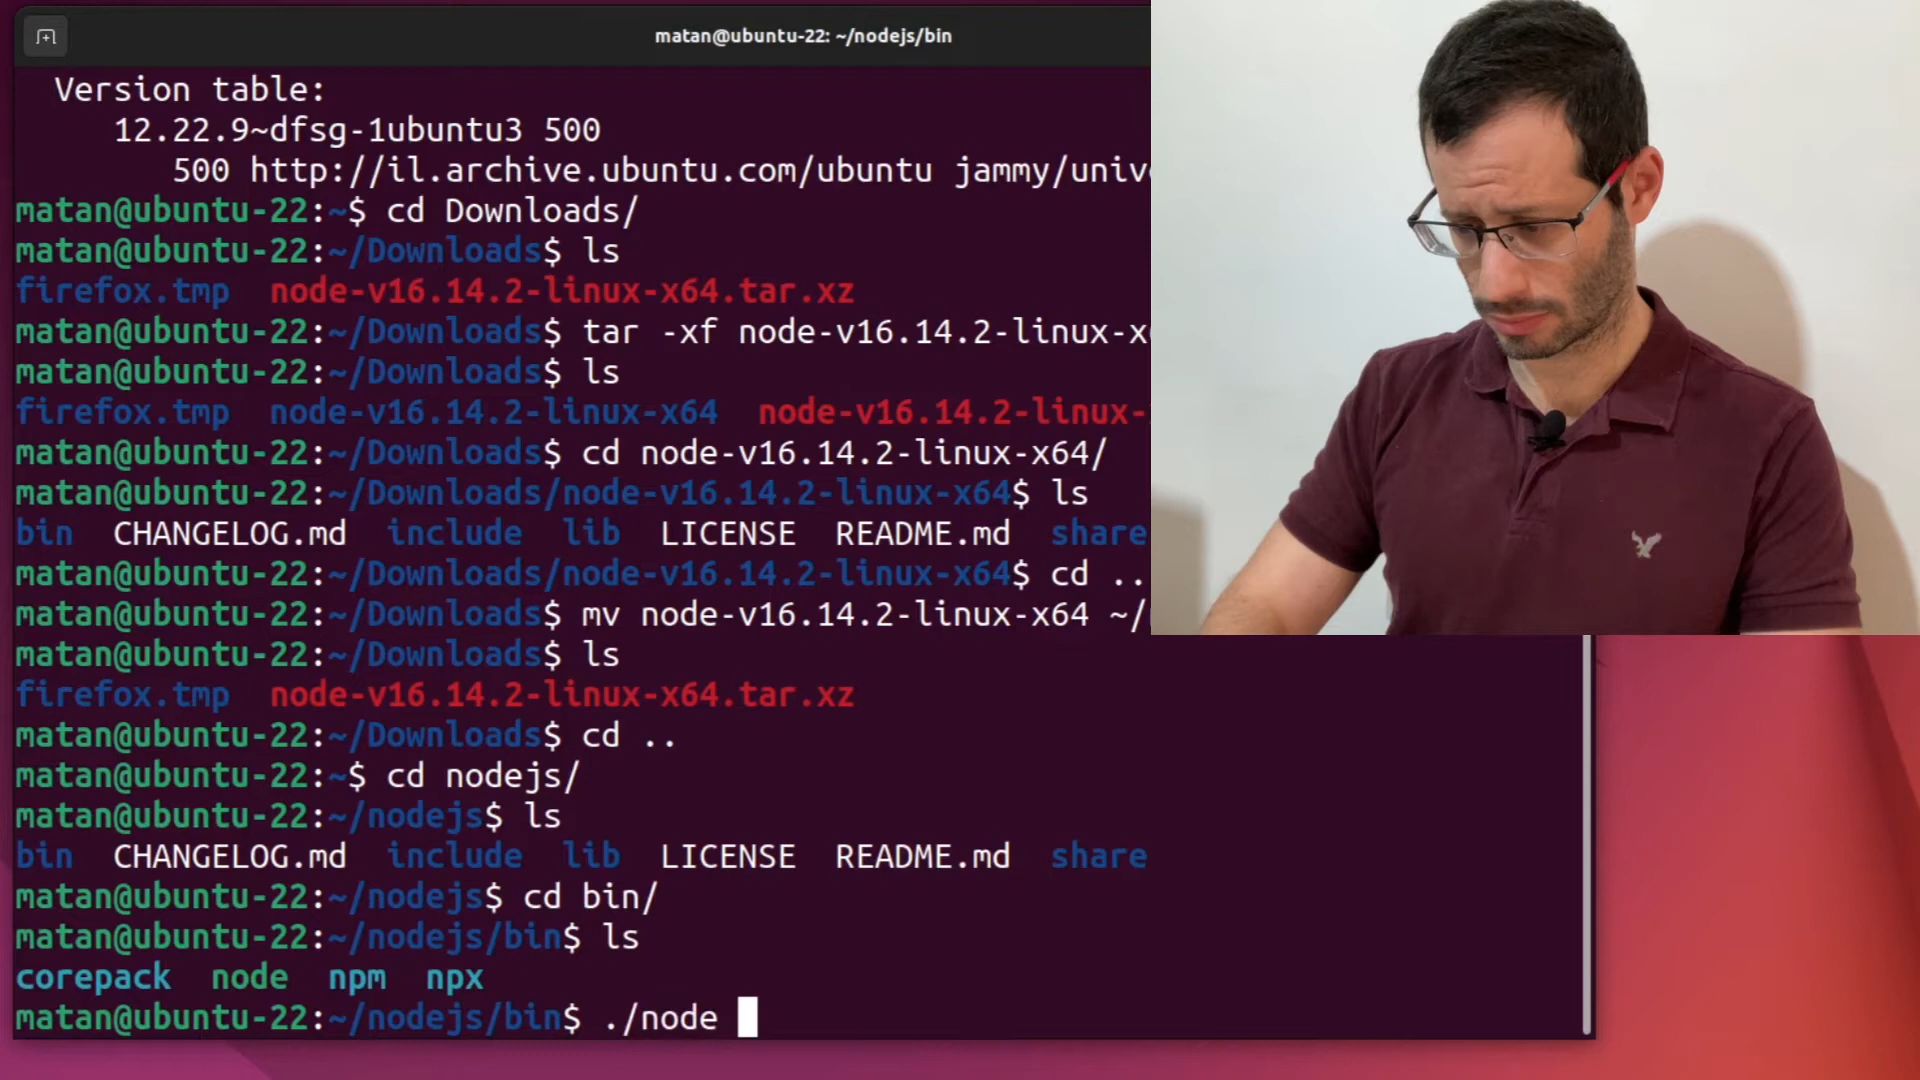 matan@ubuntu-22: ~/nodejs/bin
Version table:
12.22.9~dfsg-1ubuntu3 500
500 http://il.archive.ubuntu.com/ubuntu jammy/univ
matan@ubuntu-22:~$ cd Downloads/
matan@ubuntu-22:~/Downloads$ ls
firefox.tmp node-v16.14.2-linux-x64.tar.xz
matan@ubuntu-22:~/Downloads$ tar -xf node-v16.14.2-linux-x
matan@ubuntu-22:~/Downloads$ ls
firefox.tmp node-v16.14.2-linux-x64 node-v16.14.2-linux-
matan@ubuntu-22:~/Downloads$ cd node-v16.14.2-linux-x64/
matan@ubuntu-22:~/Downloads/node-v16.14.2-linux-x64$ ls
bin CHANGELOG.md include lib LICENSE README.md share
matan@ubuntu-22:~/Downloads/node-v16.14.2-linux-x64$ cd ..
matan@ubuntu-22:~/Downloads$ mv node-v16.14.2-linux-x64 ~/
matan@ubuntu-22:~/Downloads$ ls
firefox.tmp node-v16.14.2-linux-x64.tar.xz
matan@ubuntu-22:~/Downloads$ cd ..
matan@ubuntu-22:~$ cd nodejs/
matan@ubuntu-22:~/nodejs$ ls
bin CHANGELOG.md include lib LICENSE README.md share
matan@ubuntu-22:~/nodejs$ cd bin/
matan@ubuntu-22:~/nodejs/bin$ ls
corepack node npm npx
matan@ubuntu-22:~/nodejs/bin$ ./node